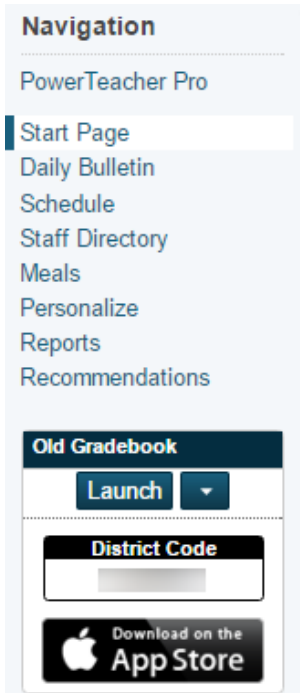 Navigation
PowerTeacher Pro
Start Page
Daily Bulletin
Schedule
Staff Directory
Meals
Personalize
Reports
Recommendations
Old Gradebook
Launch
District Code
Download on the
App Store